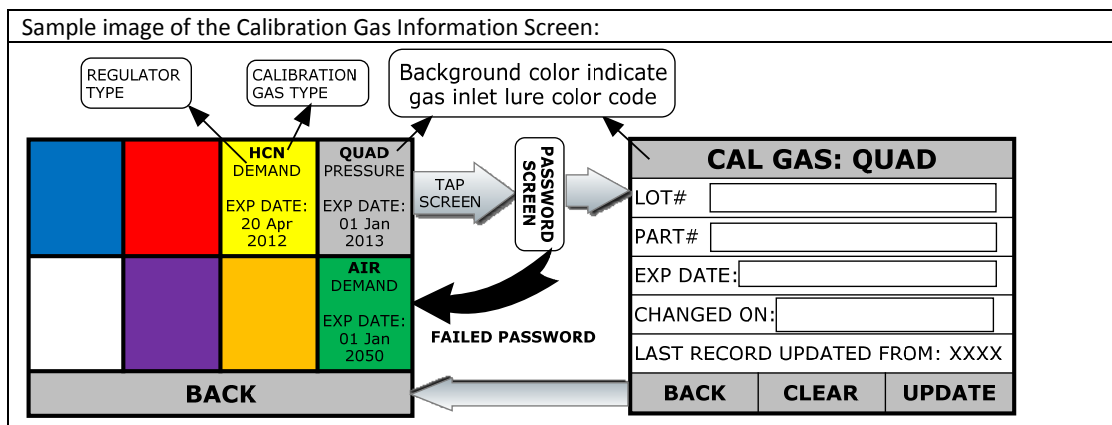 Sample image of the Calibration Gas Information Screen:
REGULATOR
TYPE
CALIBRATION
GAS TYPE
Background color indicate
gas inlet lure color code
HCN
DEMAND
EXP DATE:
20 Apr
2012
QUAD
PRESSURE
EXP DATE:
01 Jan
2013
AIR
DEMAND
EXP DATE:
01 Jan
2050
BACK
TAP
SCREEN
PASSWORD
SCREEN
FAILED PASSWORD
CAL GAS: QUAD
LOT#
PART#
EXP DATE:
CHANGED ON:
LAST RECORD UPDATED FROM: XXXX
BACK CLEAR UPDATE